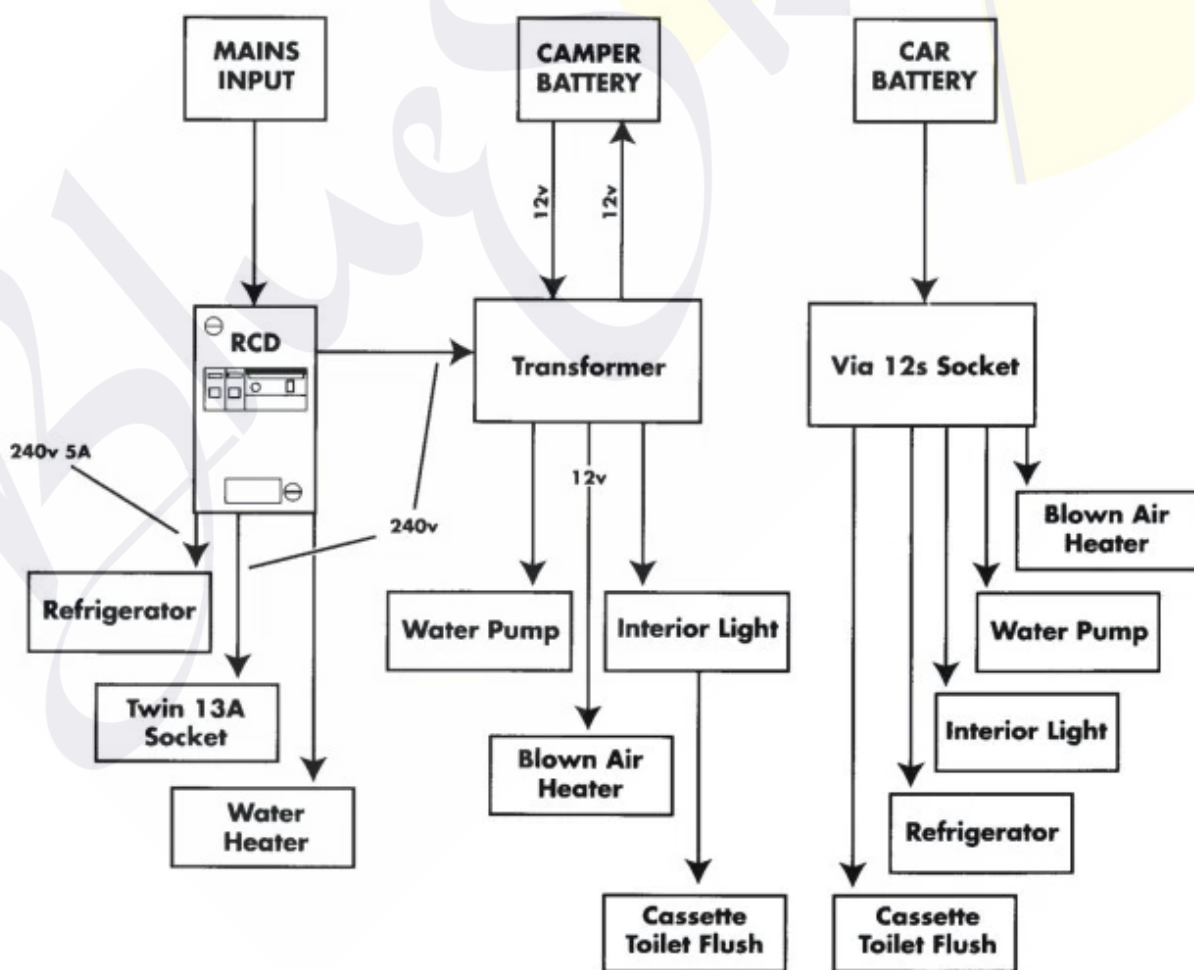 MAINS
INPUT
CAMPER
BATTERY
CAR
BATTERY
12v
12v
RCD
Transformer
Via 12s Socket
240v 5A
12v
240v
Blown Air
Heater
Refrigerator
Water Pump
Interior Light
Water Pump
Twin 13A
Socket
Interior Light
Blown Air
Heater
Water
Heater
Refrigerator
Cassette
Toilet Flush
Cassette
Toilet Flush